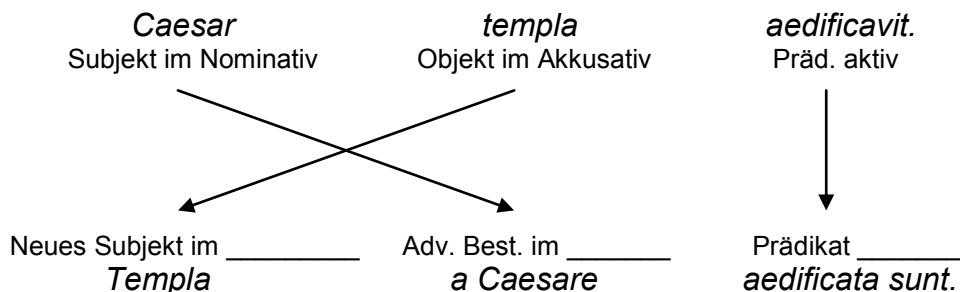 Caesar templa aedificavit.
Subjekt im Nominativ Objekt im Akkusativ Präd. aktiv
Neues Subjekt im _________ Adv. Best. im _______ Prädikat _______
Templa a Caesare aedificata sunt.